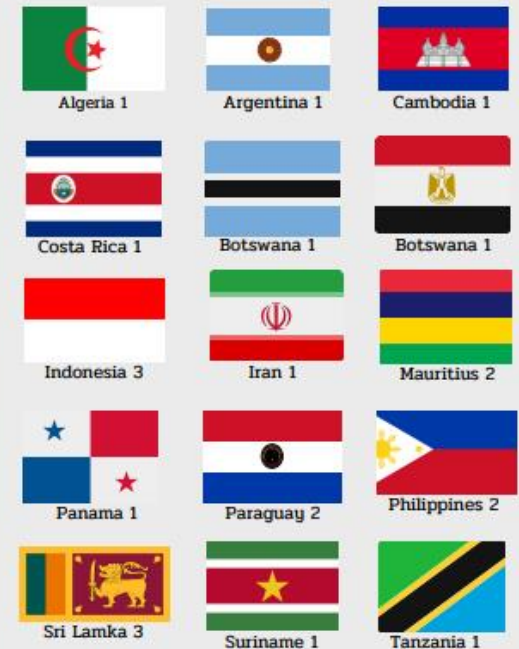 Algeria 1
Argentina 1
Cambodia 1
Costa Rica 1
Botswana 1
Botswana 1
Indonesia 3
Iran 1
Mauritius 2
Panama 1
Paraguay 2
Philippines 2
Sri Lamka 3
Suriname 1
Tanzania 1